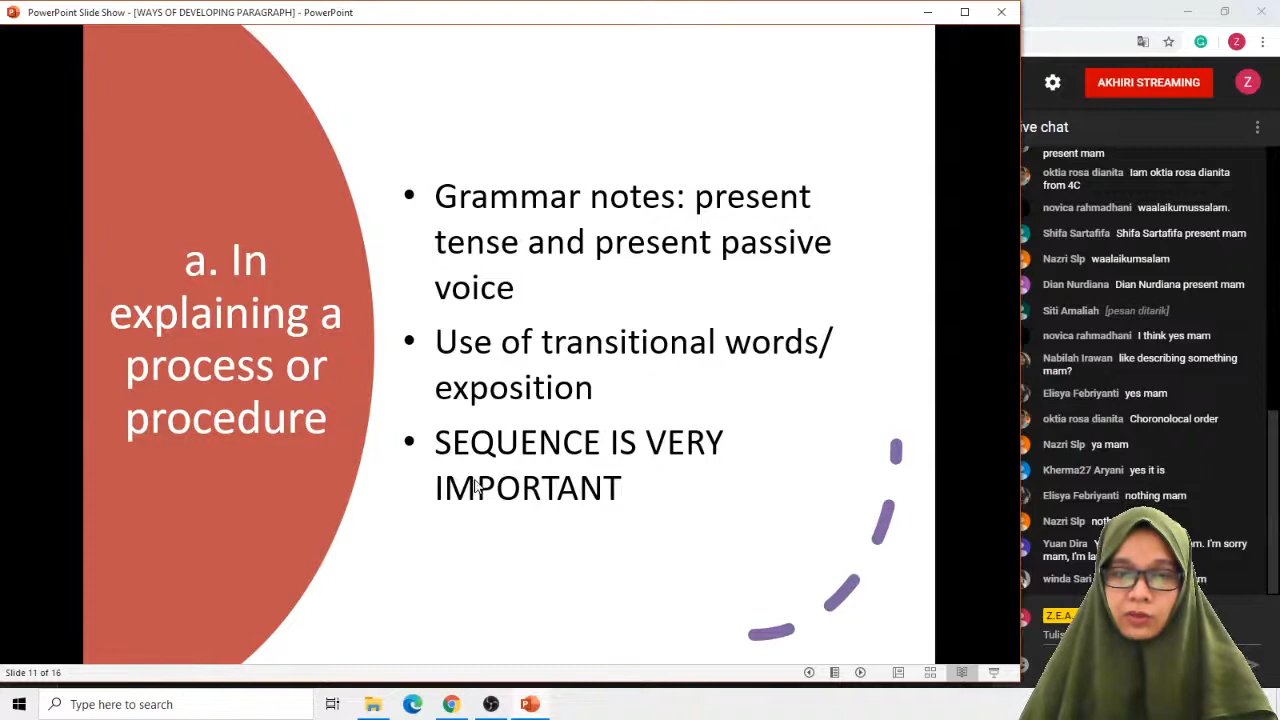 PowerPoint Slide Show - [WAYS OF DEVELOPING PARAGRAPH] - PowerPoint
a. In
explaining a
process or
procedure
• Grammar notes: present
tense and present passive
voice
• Use of transitional words/
exposition
• SEQUENCE IS VERY
IMPORTANT
Slide 11 of 16
Type here to search
Z
AKHIRI STREAMING
Z
ve chat
present mam
oktia rosa dianita Iam oktia rosa dianita
from 4C
novica rahmadhani waalaikumussalam.
Shifa Sartafifa Shifa Sartafifa present mam
Nazri Slp waalaikumsalam
Dian Nurdiana Dian Nurdiana present mam
Siti Amaliah [pesan ditarik]
novica rahmadhani I think yes mam
Nabilah Irawan like describing something
mam?
Elisya Febriyanti yes mam
oktia rosa dianita Choronolocal order
Nazri Slp ya mam
Kherma27 Aryani yes it is
Elisya Febriyanti nothing mam
Nazri Slp
Yuan Dira m. I'm sorry
mam, I'm
winda Sari
Z.E.A.
Tulis